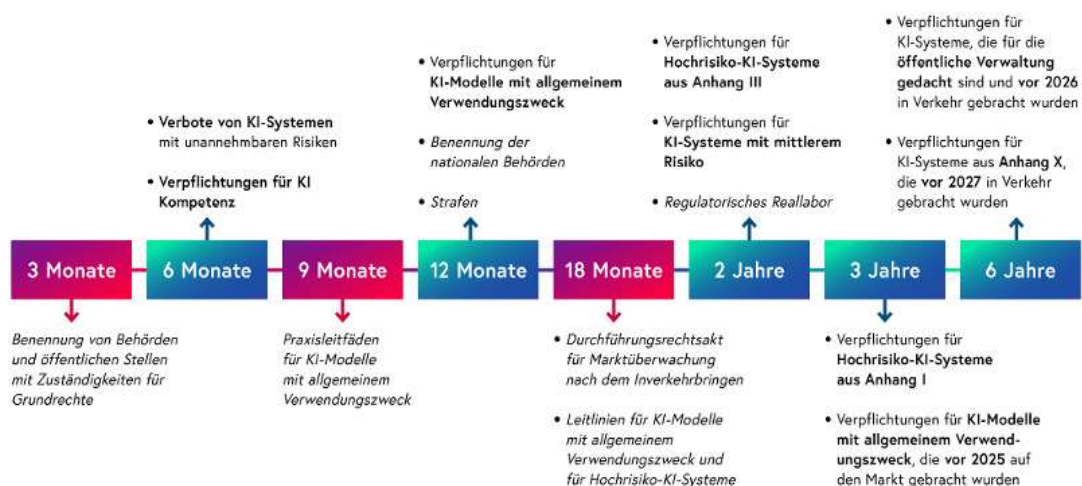 • Verbote von KI-Systemen
mit unannehmbaren Risiken
• Verpflichtungen für KI
Kompetenz
• Verpflichtungen für
KI-Modelle mit allgemeinem
Verwendungszweck
• Benennung der
nationalen Behörden
• Strafen
• Verpflichtungen für
Hochrisiko-KI-Systeme
aus Anhang III
• Verpflichtungen für
KI-Systeme mit mittlerem
Risiko
• Regulatorisches Reallabor
• Verpflichtungen für
KI-Systeme, die für die
öffentliche Verwaltung
gedacht sind und vor 2026
in Verkehr gebracht wurden
• Verpflichtungen für
KI-Systeme aus Anhang X,
die vor 2027 in Verkehr
gebracht wurden
3 Monate
6 Monate
9 Monate
12 Monate
18 Monate
2 Jahre
3 Jahre
6 Jahre
Benennung von Behörden
und öffentlichen Stellen
mit Zuständigkeiten für
Grundrechte
Praxisleitfäden
für KI-Modelle
mit allgemeinem
Verwendungszweck
• Durchführungsrechtsakt
für Marktüberwachung
nach dem Inverkehrbringen
• Leitlinien für KI-Modelle
mit allgemeinem
Verwendungszweck und
für Hochrisiko-KI-Systeme
• Verpflichtungen für
Hochrisiko-KI-Systeme
aus Anhang I
• Verpflichtungen für KI-Modelle
mit allgemeinem Verwend-
ungszweck, die vor 2025 auf
den Markt gebracht wurden